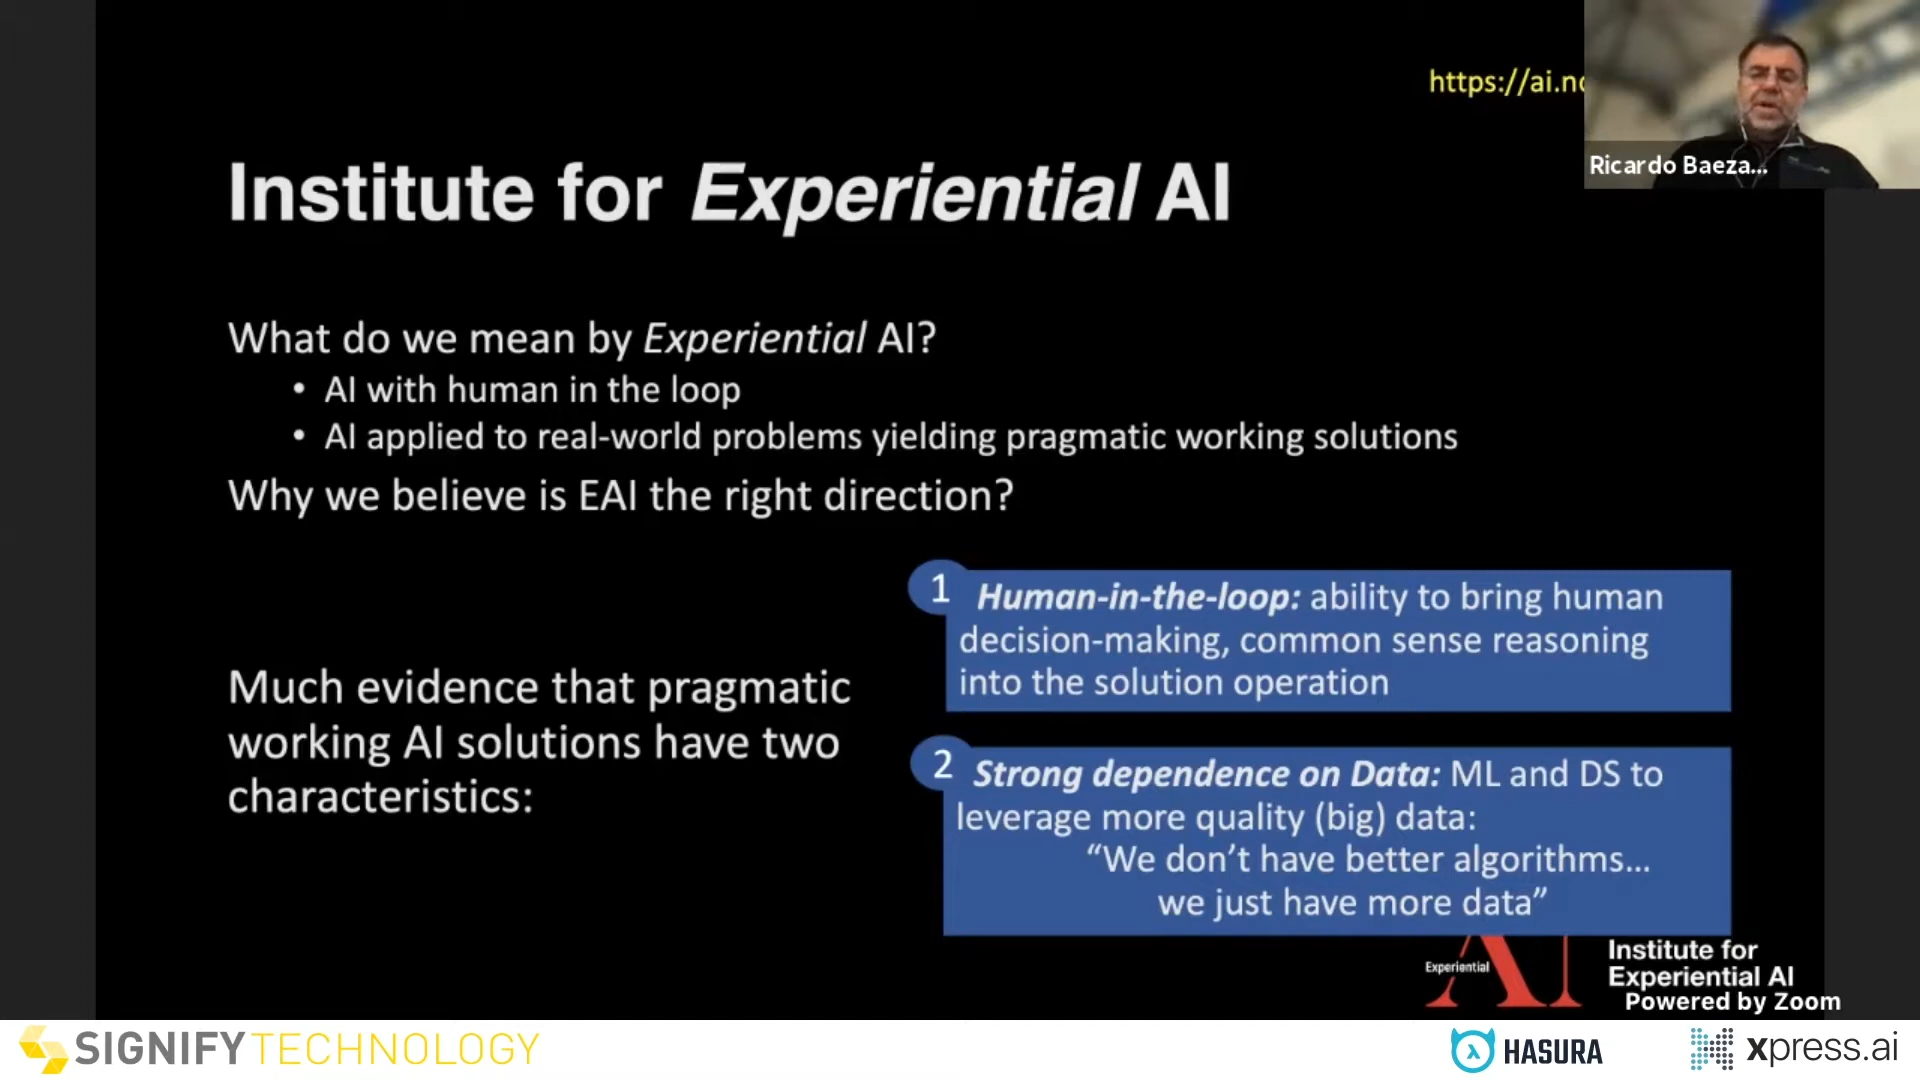 https://ai.no
Ricardo Baeza...
Institute for Experiential AI
What do we mean by Experiential AI?
• AI with human in the loop
• AI applied to real-world problems yielding pragmatic working solutions
Why we believe is EAI the right direction?
Much evidence that pragmatic
working AI solutions have two
characteristics:
1 Human-in-the-loop: ability to bring human
decision-making, common sense reasoning
into the solution operation
2 Strong dependence on Data: ML and DS to
leverage more quality (big) data:
“We don’t have better algorithms...
we just have more data”
Experiential
AI
Institute for
Experiential AI
Powered by Zoom
SIGNIFY TECHNOLOGY
HASURA
xpress.ai